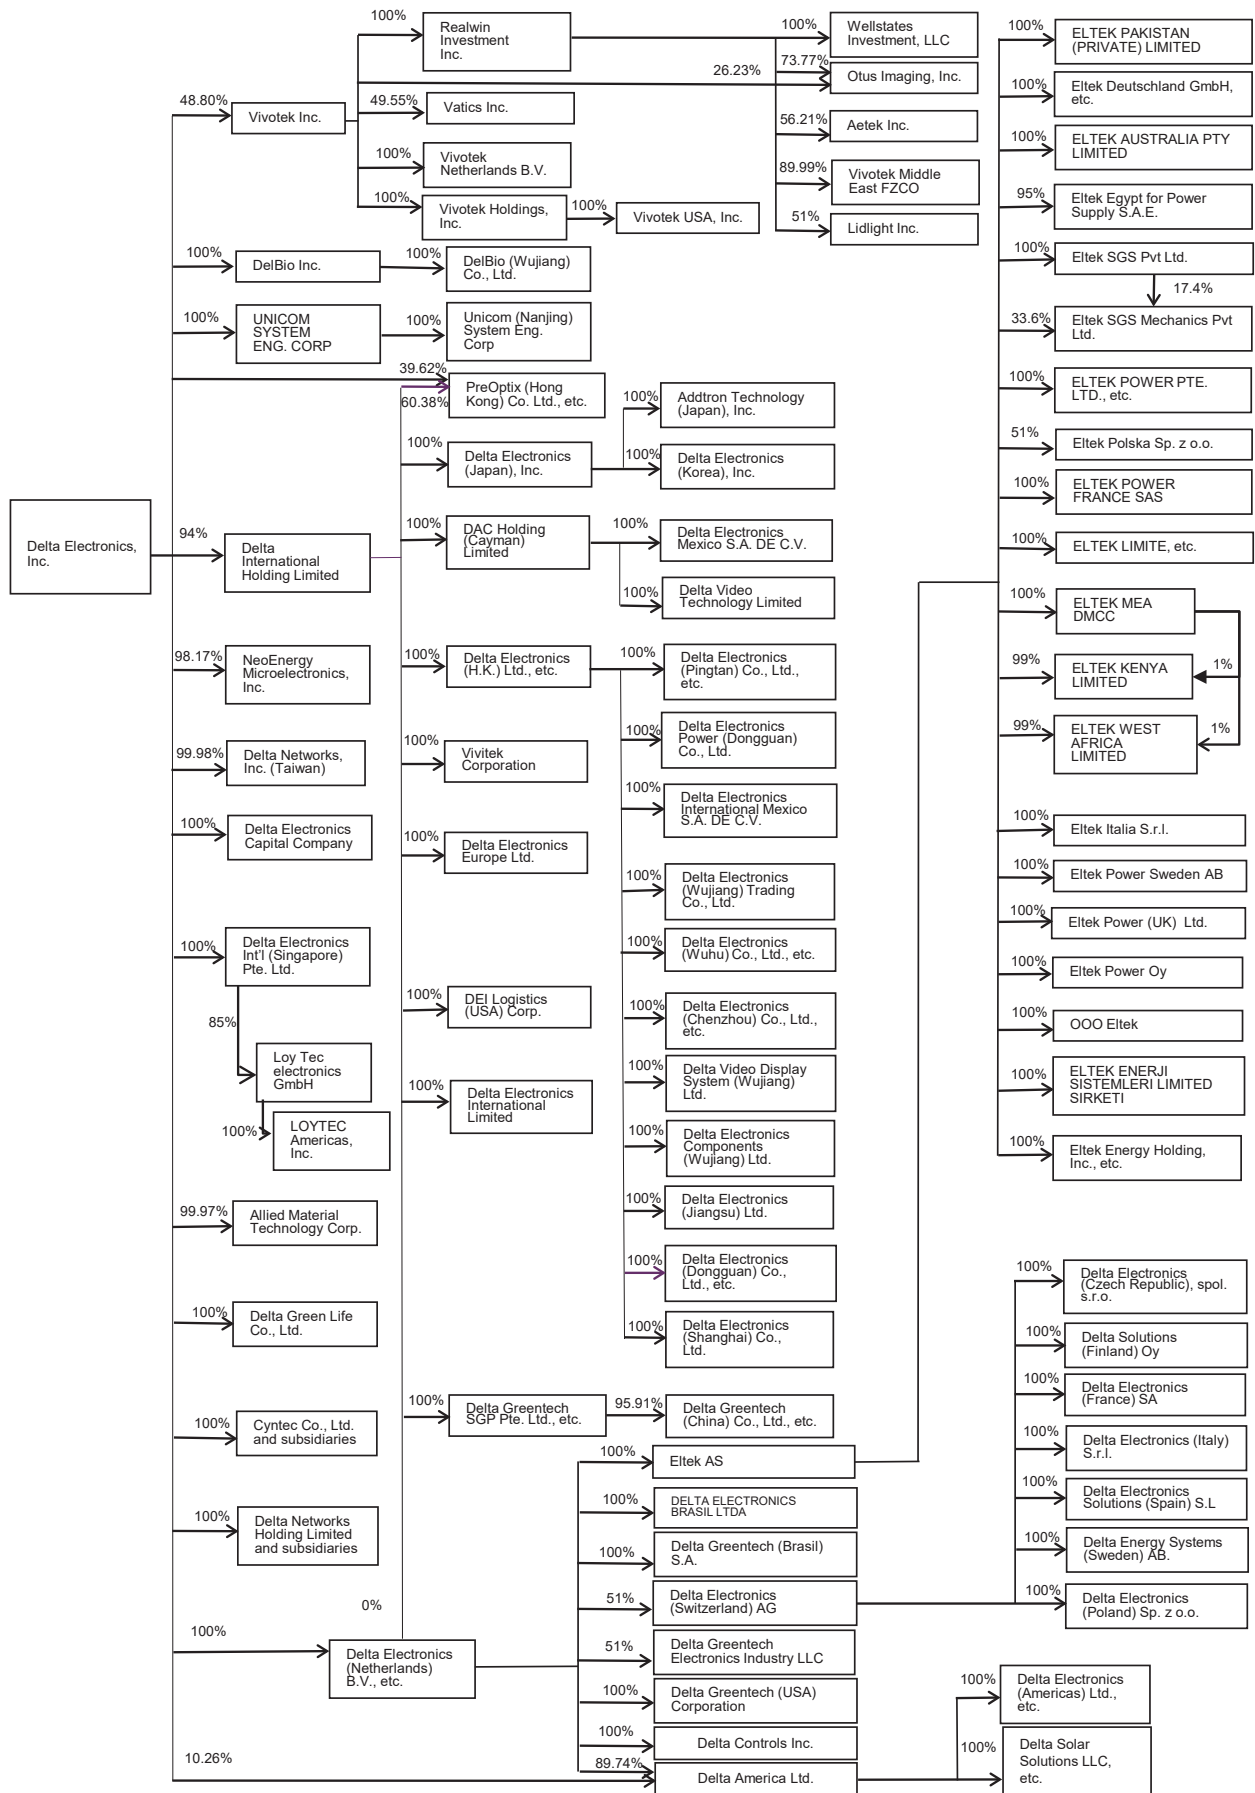 Delta Electronics,
Inc.
48.80%
Vivotek Inc.
100%
Realwin
Investment
Inc.
26.23%
49.55%
Vatics Inc.
100%
Vivotek
Netherlands B.V.
100%
Vivotek Holdings,
Inc.
100%
Vivotek USA, Inc.
100%
Wellstates
Investment, LLC
73.77%
Otus Imaging, Inc.
56.21%
Aetek Inc.
89.99%
Vivotek Middle
East FZCO
51%
Lidlight Inc.
100%
DelBio Inc.
100%
DelBio (Wujiang)
Co., Ltd.
100%
UNICOM
SYSTEM
ENG. CORP
100%
Unicom (Nanjing)
System Eng.
Corp
39.62%
60.38%
PreOptix (Hong
Kong) Co. Ltd., etc.
94%
Delta
International
Holding Limited
100%
Delta Electronics
(Japan), Inc.
100%
Addtron Technology
(Japan), Inc.
100%
Delta Electronics
(Korea), Inc.
100%
DAC Holding
(Cayman)
Limited
100%
Delta Electronics
Mexico S.A. DE C.V.
100%
Delta Video
Technology Limited
100%
Delta Electronics
(H.K.) Ltd., etc.
100%
Delta Electronics
(Pingtan) Co., Ltd.,
etc.
100%
Delta Electronics
Power (Dongguan)
Co., Ltd.
100%
Delta Electronics
International Mexico
S.A. DE C.V.
100%
Delta Electronics
(Wujiang) Trading
Co., Ltd.
100%
Delta Electronics
(Wuhu) Co., Ltd., etc.
100%
Delta Electronics
(Chenzhou) Co., Ltd.,
etc.
100%
Delta Video Display
System (Wujiang)
Ltd.
100%
Delta Electronics
Components
(Wujiang) Ltd.
100%
Delta Electronics
(Jiangsu) Ltd.
100%
Delta Electronics
(Dongguan) Co.,
Ltd., etc.
100%
Delta Electronics
(Shanghai) Co.,
Ltd.
100%
Vivitek
Corporation
100%
Delta Electronics
Europe Ltd.
100%
DEI Logistics
(USA) Corp.
100%
Delta Electronics
International
Limited
100%
Delta Greentech
SGP Pte. Ltd., etc.
95.91%
Delta Greentech
(China) Co., Ltd., etc.
98.17%
NeoEnergy
Microelectronics,
Inc.
99.98%
Delta Networks,
Inc. (Taiwan)
100%
Delta Electronics
Capital Company
100%
Delta Electronics
Int'l (Singapore)
Pte. Ltd.
85%
Loy Tec
electronics
GmbH
100%
LOYTEC
Americas,
Inc.
99.97%
Allied Material
Technology Corp.
100%
Delta Green Life
Co., Ltd.
100%
Cyntec Co., Ltd.
and subsidiaries
100%
Delta Networks
Holding Limited
and subsidiaries
0%
100%
Delta Electronics
(Netherlands)
B.V., etc.
100%
Eltek AS
100%
DELTA ELECTRONICS
BRASIL LTDA
100%
Delta Greentech (Brasil)
S.A.
51%
Delta Electronics
(Switzerland) AG
51%
Delta Greentech
Electronics Industry LLC
100%
Delta Greentech (USA)
Corporation
100%
Delta Controls Inc.
10.26%
89.74%
Delta America Ltd.
100%
ELTEK PAKISTAN
(PRIVATE) LIMITED
100%
Eltek Deutschland GmbH,
etc.
100%
ELTEK AUSTRALIA PTY
LIMITED
95%
Eltek Egypt for Power
Supply S.A.E.
100%
Eltek SGS Pvt Ltd.
17.4%
33.6%
Eltek SGS Mechanics Pvt
Ltd.
100%
ELTEK POWER PTE.
LTD., etc.
51%
Eltek Polska Sp. z o.o.
100%
ELTEK POWER
FRANCE SAS
100%
ELTEK LIMITE, etc.
100%
ELTEK MEA
DMCC
99%
ELTEK KENYA
LIMITED
1%
99%
ELTEK WEST
AFRICA
LIMITED
1%
100%
Eltek Italia S.r.l.
100%
Eltek Power Sweden AB
100%
Eltek Power (UK) Ltd.
100%
Eltek Power Oy
100%
OOO Eltek
100%
ELTEK ENERJI
SISTEMLERI LIMITED
SIRKETI
100%
Eltek Energy Holding,
Inc., etc.
100%
Delta Electronics
(Czech Republic), spol.
s.r.o.
100%
Delta Solutions
(Finland) Oy
100%
Delta Electronics
(France) SA
100%
Delta Electronics (Italy)
S.r.l.
100%
Delta Electronics
Solutions (Spain) S.L
100%
Delta Energy Systems
(Sweden) AB.
100%
Delta Electronics
(Poland) Sp. z o.o.
100%
Delta Electronics
(Americas) Ltd.,
etc.
100%
Delta Solar
Solutions LLC,
etc.